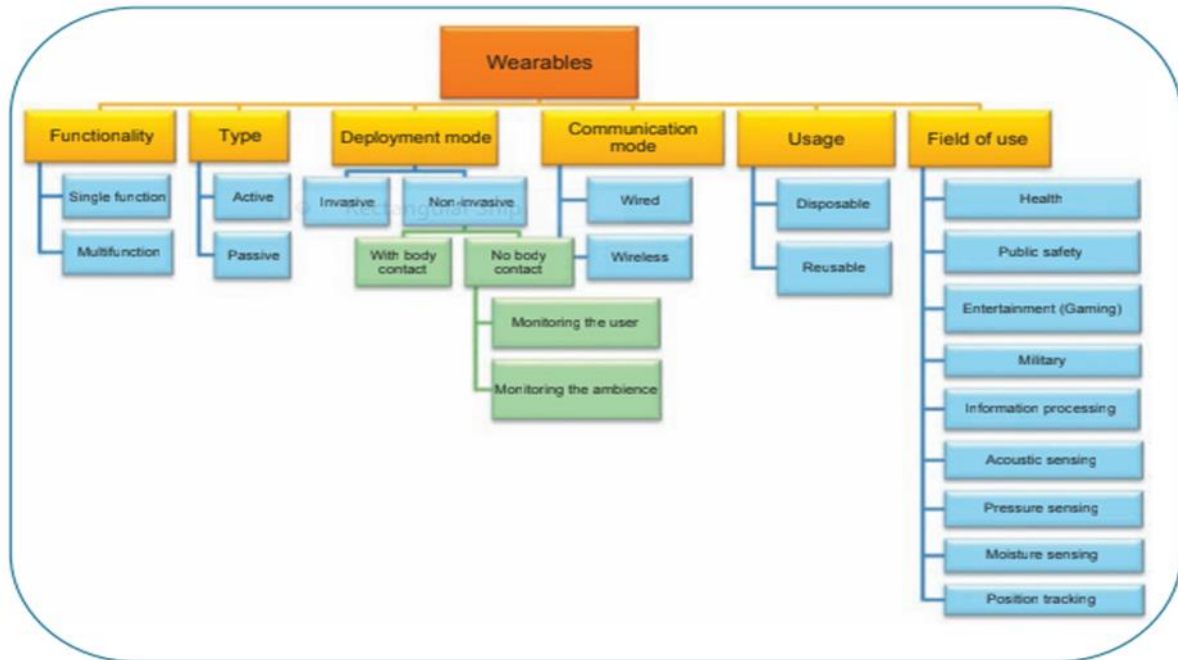 Wearables
Functionality
Type
Deployment mode
Communication
mode
Usage
Field of use
Single function
Multifunction
Active
Passive
Invasive
Non-invasive
With body
contact
No body
contact
Monitoring the user
Monitoring the ambience
Wired
Wireless
Disposable
Reusable
Health
Public safety
Entertainment (Gaming)
Military
Information processing
Acoustic sensing
Pressure sensing
Moisture sensing
Position tracking
Rectangular Snip